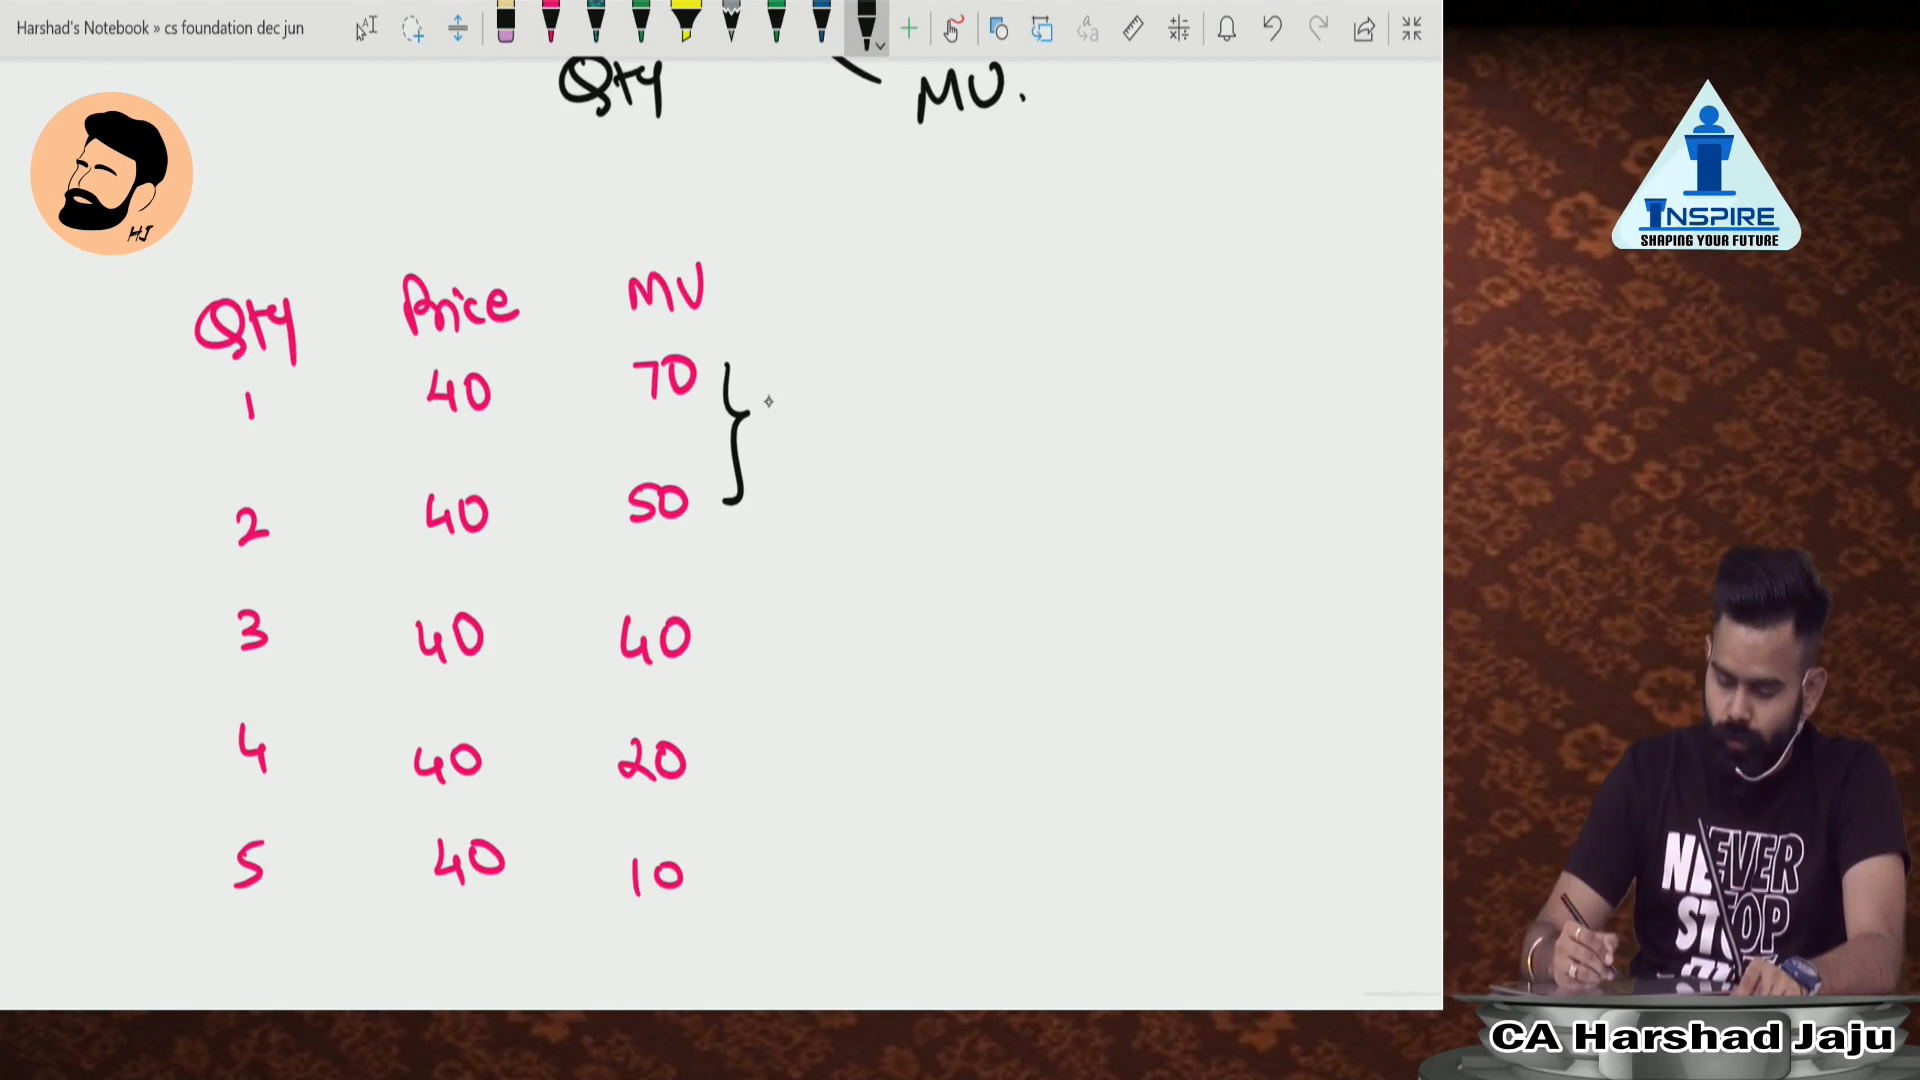 Harshad's Notebook » cs foundation dec jun
Qty MU.
HJ
Qty Price MU
1 40 70
2 40 50
3 40 40
4 40 20
5 40 10
INSPIRE
SHAPING YOUR FUTURE
NEVER
STOP
CA Harshad Jaju